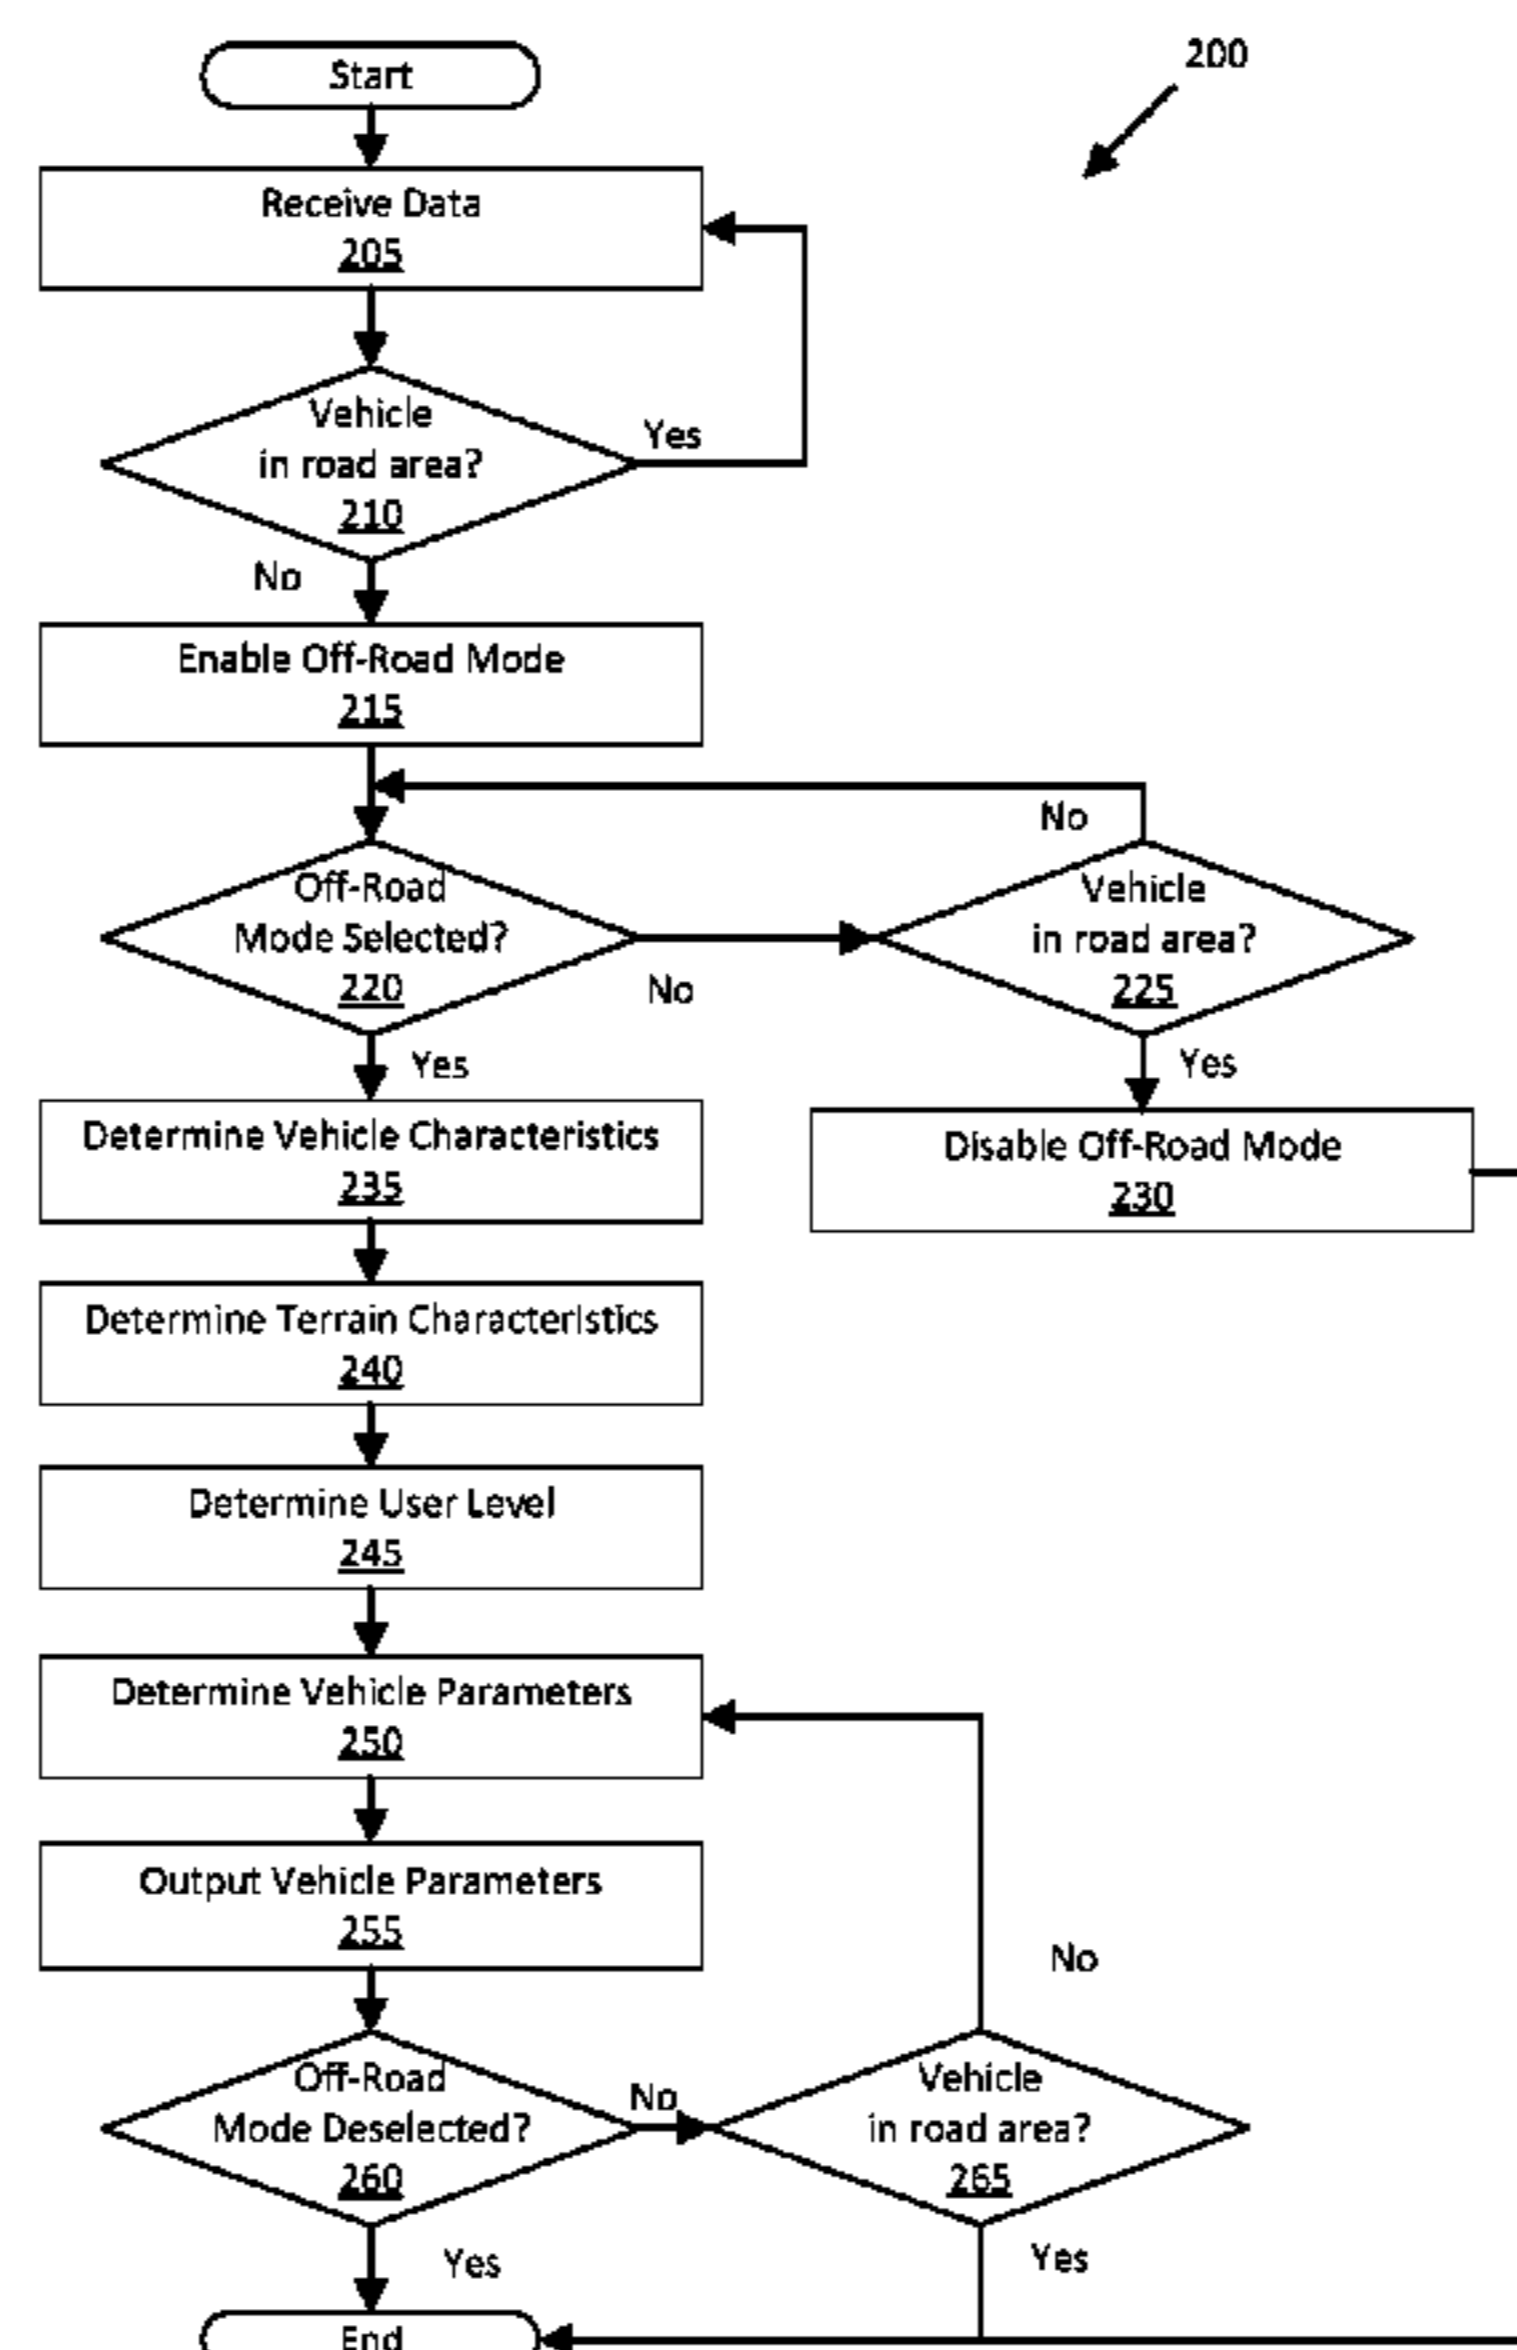 Start
200
Receive Data
205
Vehicle
in road area?
210
Yes
No
Enable Off-Road Mode
215
No
Off-Road
Mode Selected?
220
No
Vehicle
in road area?
225
Yes
Yes
Determine Vehicle Characteristics
235
Disable Off-Road Mode
230
Determine Terrain Characteristics
240
Determine User Level
245
Determine Vehicle Parameters
250
Output Vehicle Parameters
255
No
Off-Road
Mode Deselected?
260
No
Vehicle
in road area?
265
Yes
Yes
End